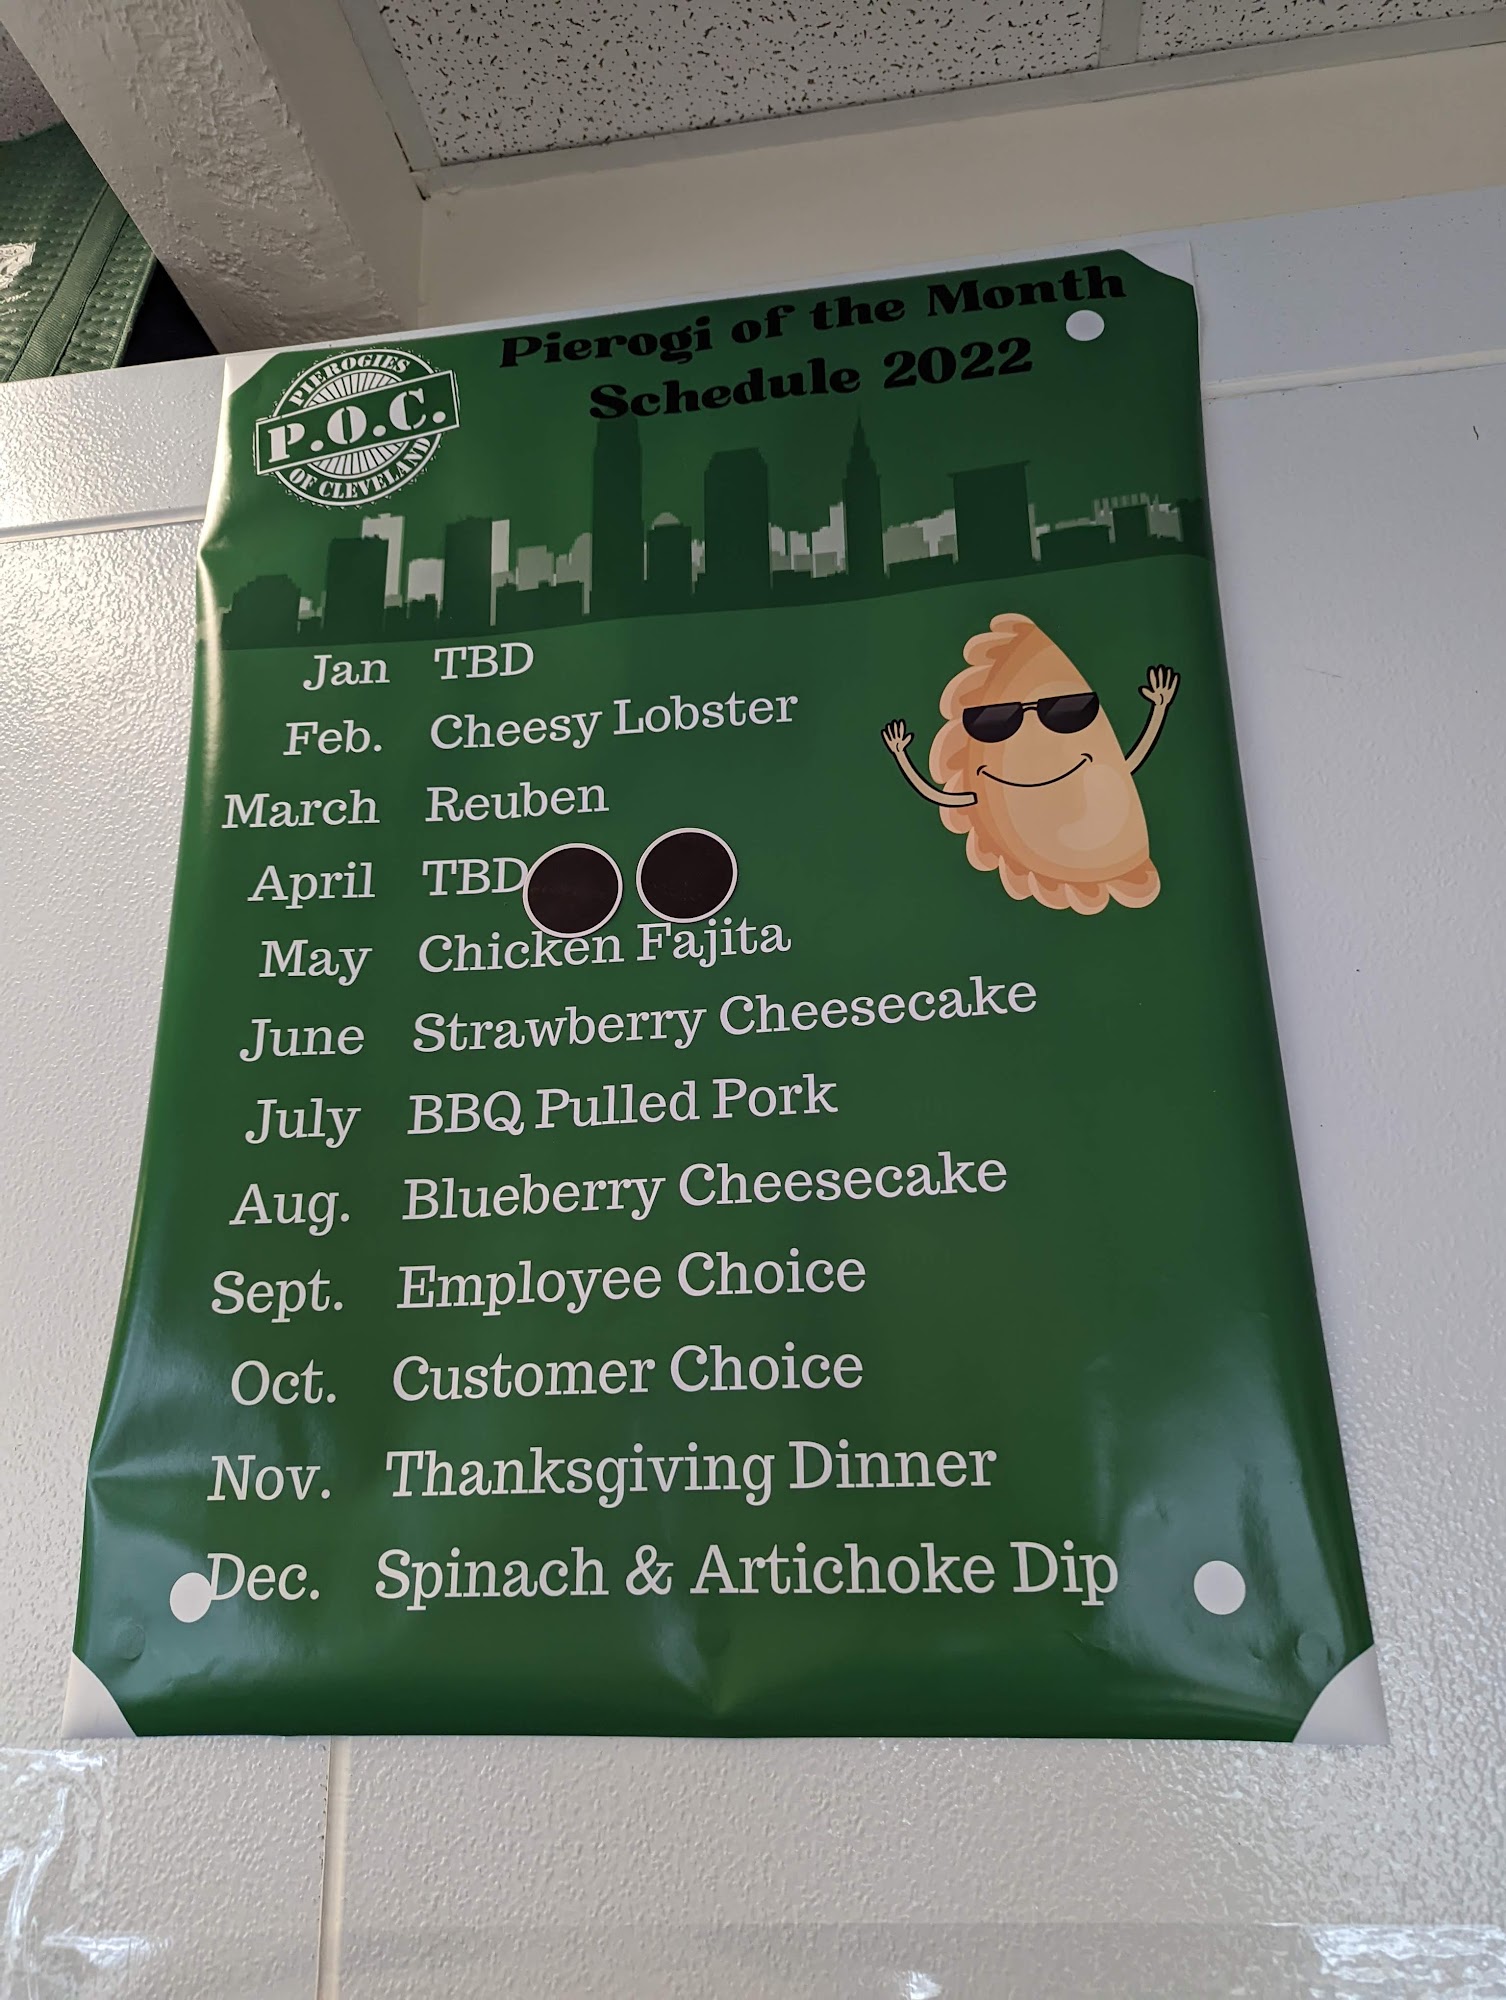 Pierogi of the Month
Schedule 2022
PIEROGIES
P.O.C.
OF CLEVELAND
Jan TBD
Feb. Cheesy Lobster
March Reuben
April TBD
May Chicken Fajita
June Strawberry Cheesecake
July BBQ Pulled Pork
Aug. Blueberry Cheesecake
Sept. Employee Choice
Oct. Customer Choice
Nov. Thanksgiving Dinner
Dec. Spinach & Artichoke Dip